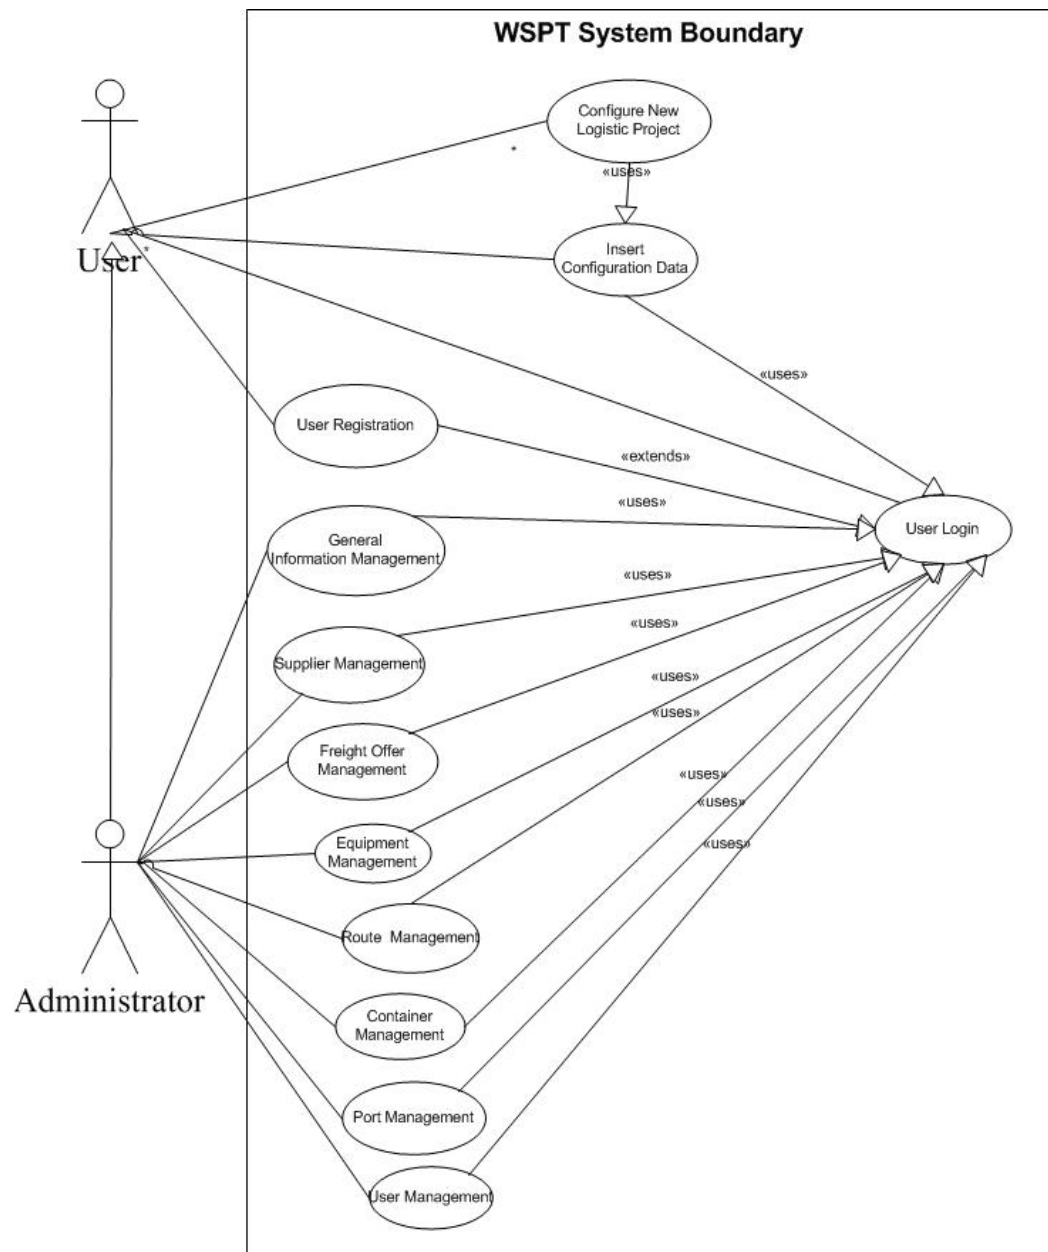 WSPT System Boundary
Configure New
Logistic Project
*
«uses»
User
*
Insert
Configuration Data
«uses»
User Registration
«extends»
«uses»
User Login
General
Information Management
«uses»
Supplier Management
«uses»
«uses»
«uses»
Freight Offer
Management
«uses»
«uses»
«uses»
Equipment
Management
Route Management
Administrator
Container
Management
Port Management
User Management